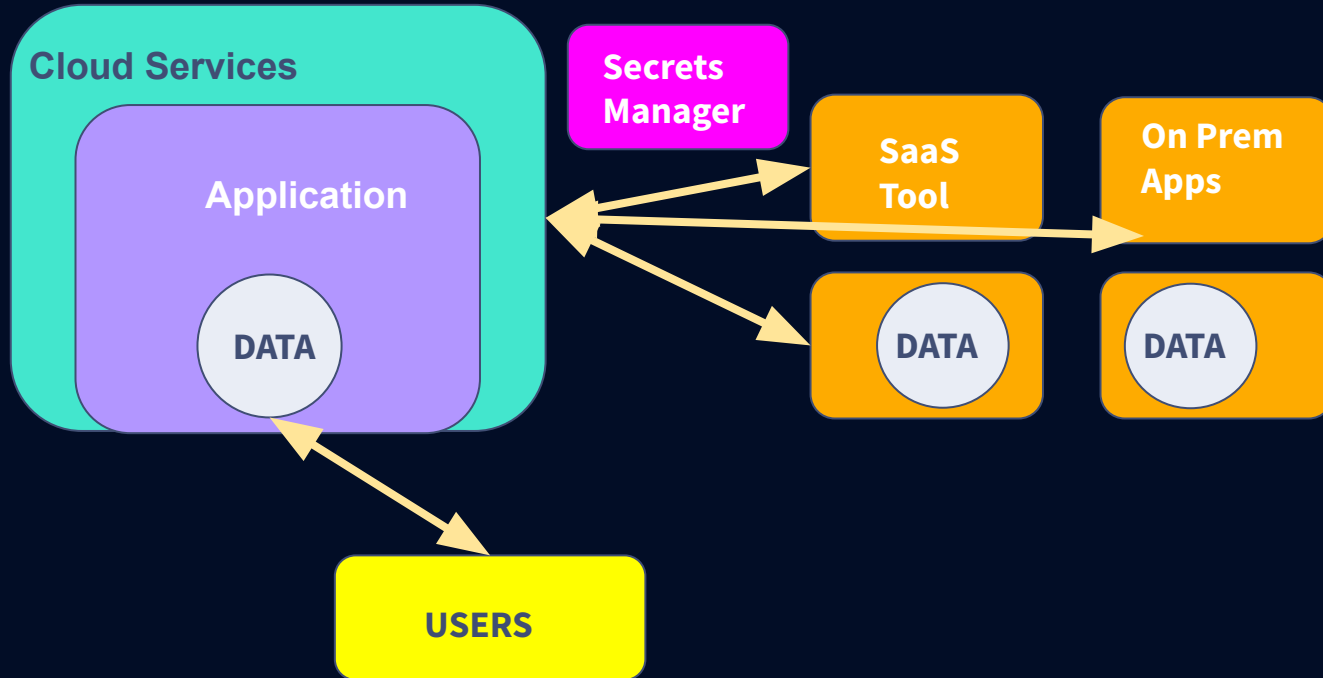 Cloud Services
Secrets
Manager
Application
SaaS
Tool
On Prem
Apps
DATA
DATA
DATA
USERS